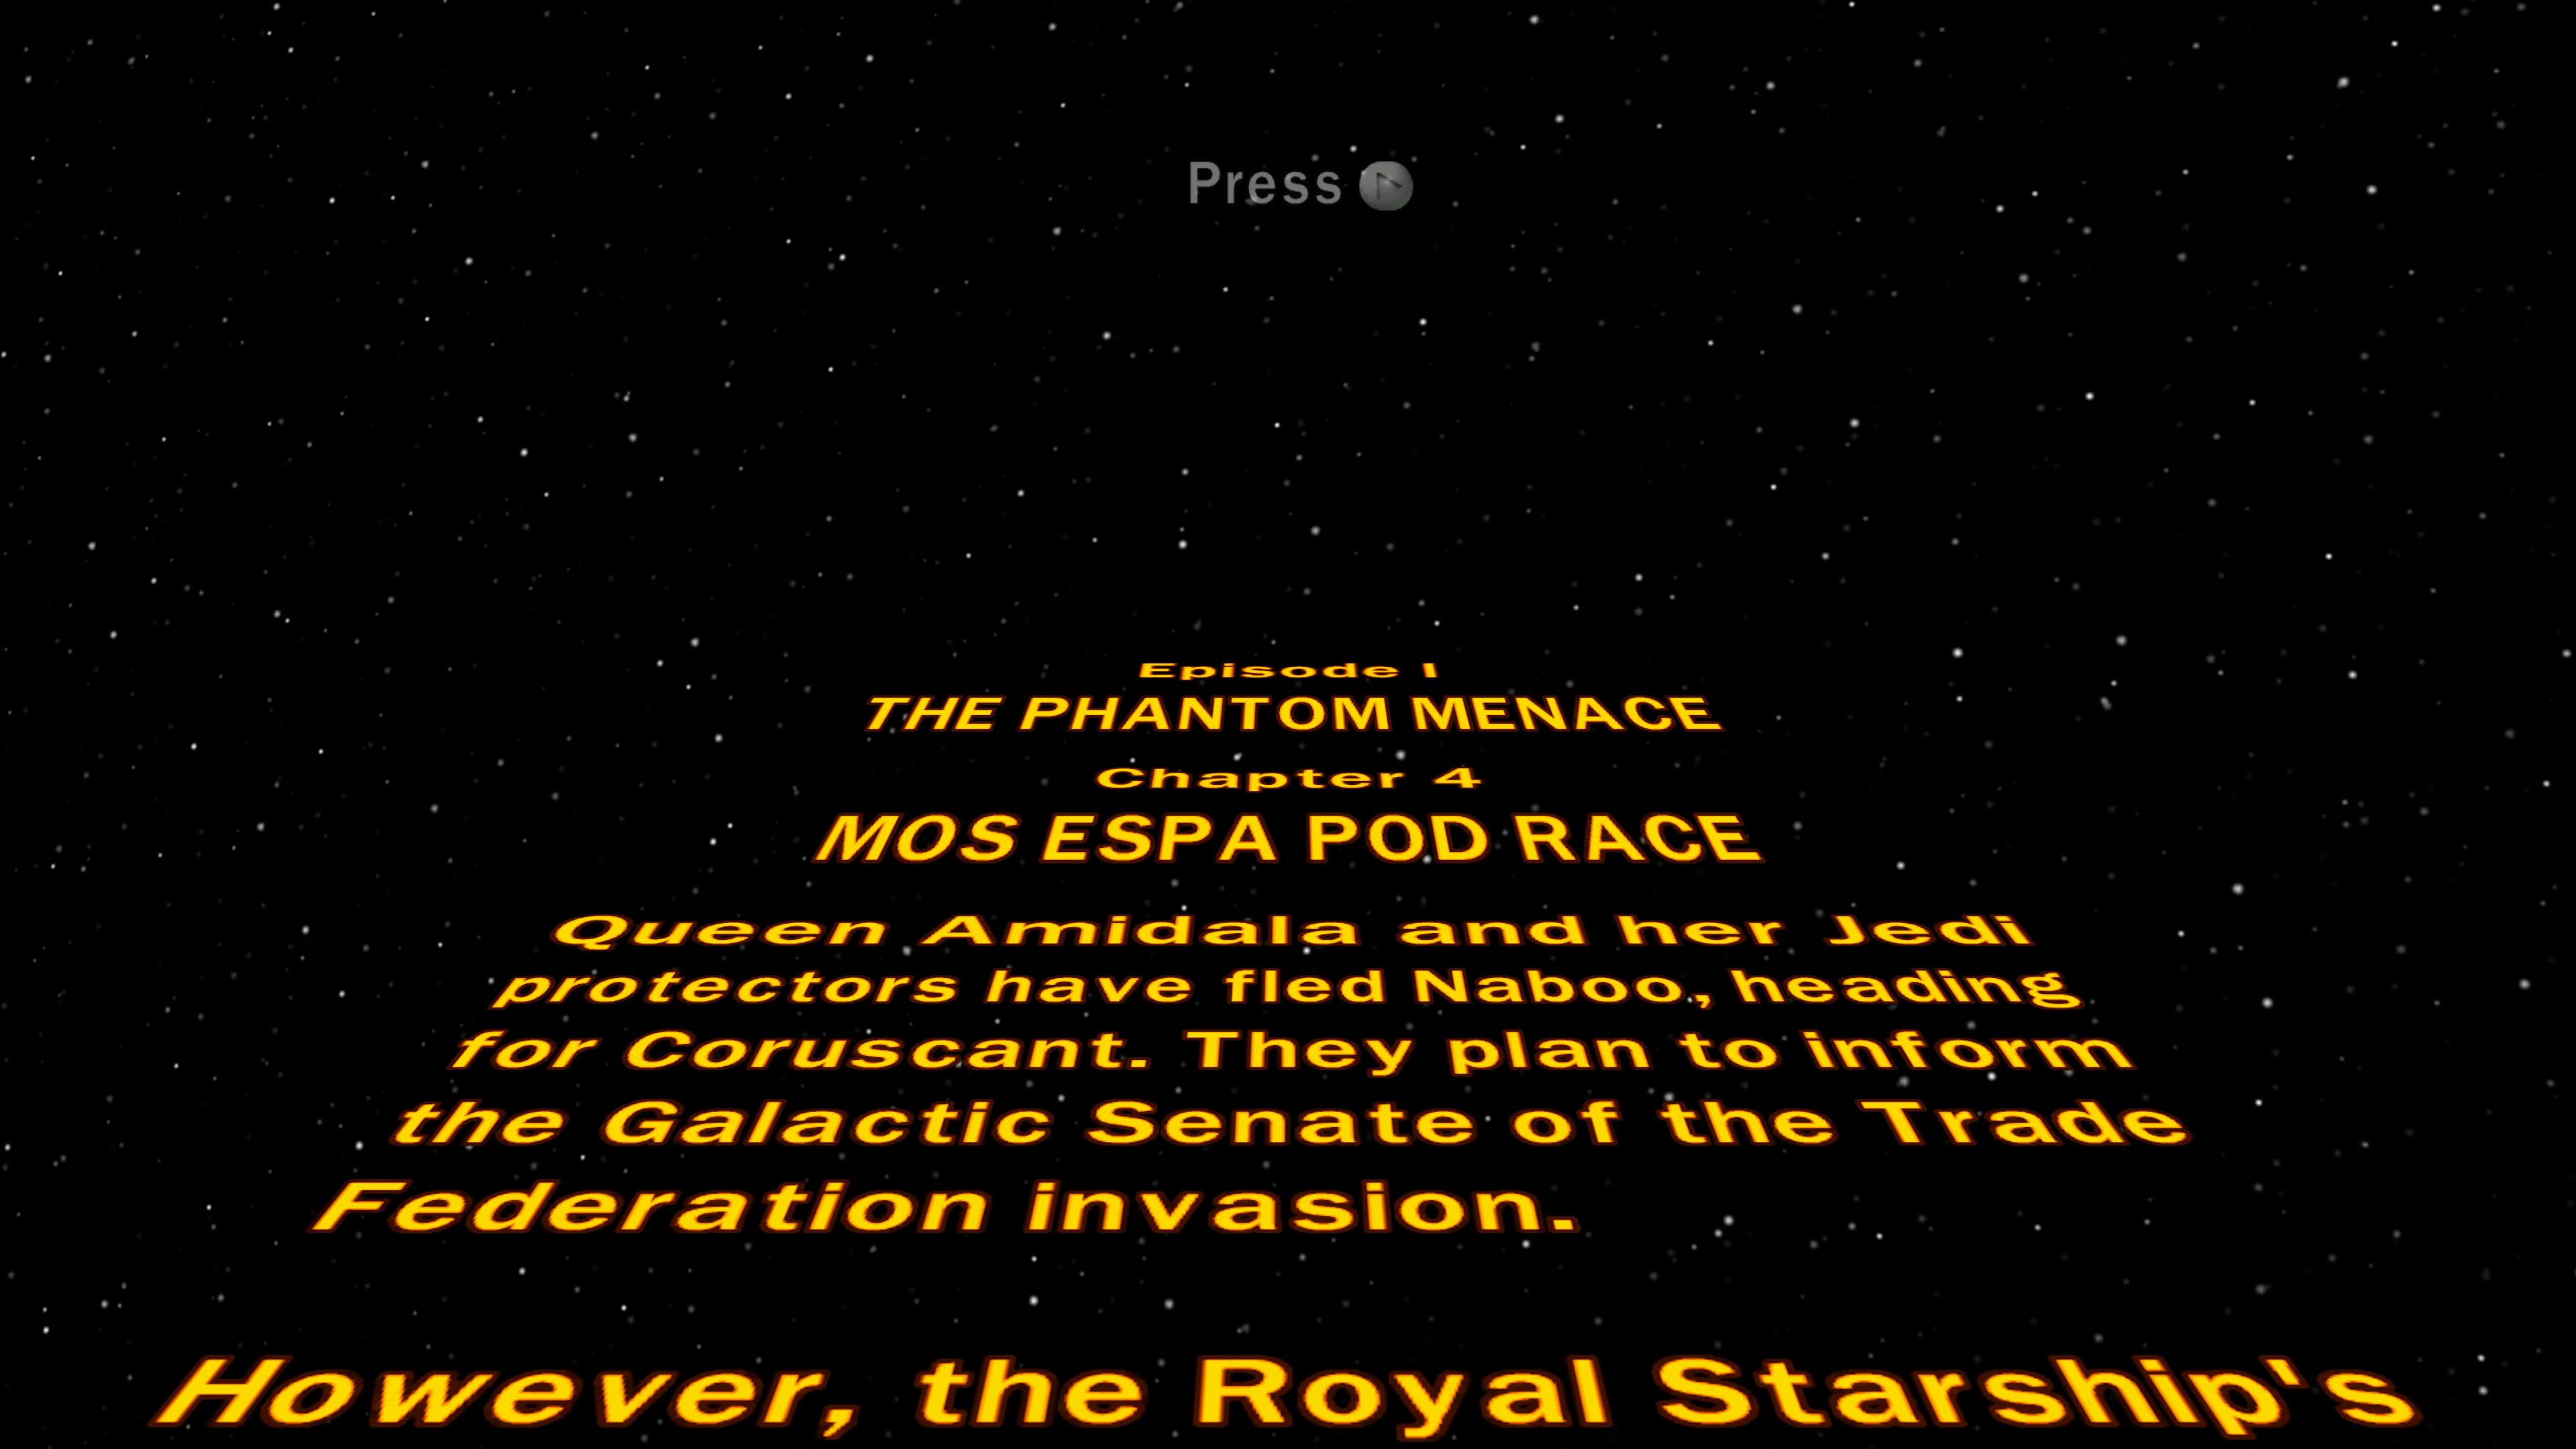 Press
Episode I
THE PHANTOM MENACE
Chapter 4
MOS ESPA POD RACE
Queen Amidala and her Jedi
protectors have fled Naboo, heading
for Coruscant. They plan to inform
the Galactic Senate of the Trade
Federation invasion.
However, the Royal Starship's